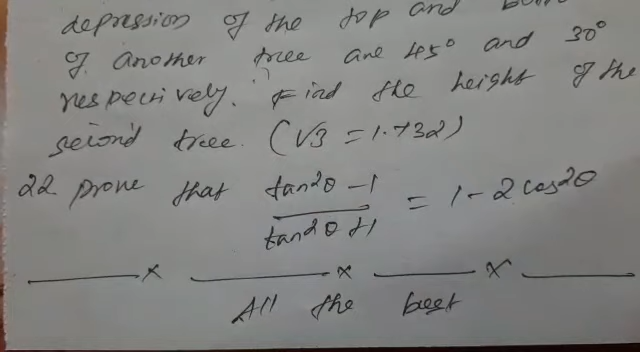 depression of the top and
of another tree are 45° and 30°
respectively. Find the height of the
second tree. (√3 = 1.732)
22 prove that tan²θ - 1 / tan²θ + 1 = 1 - 2 cos²θ
x x x
All the best